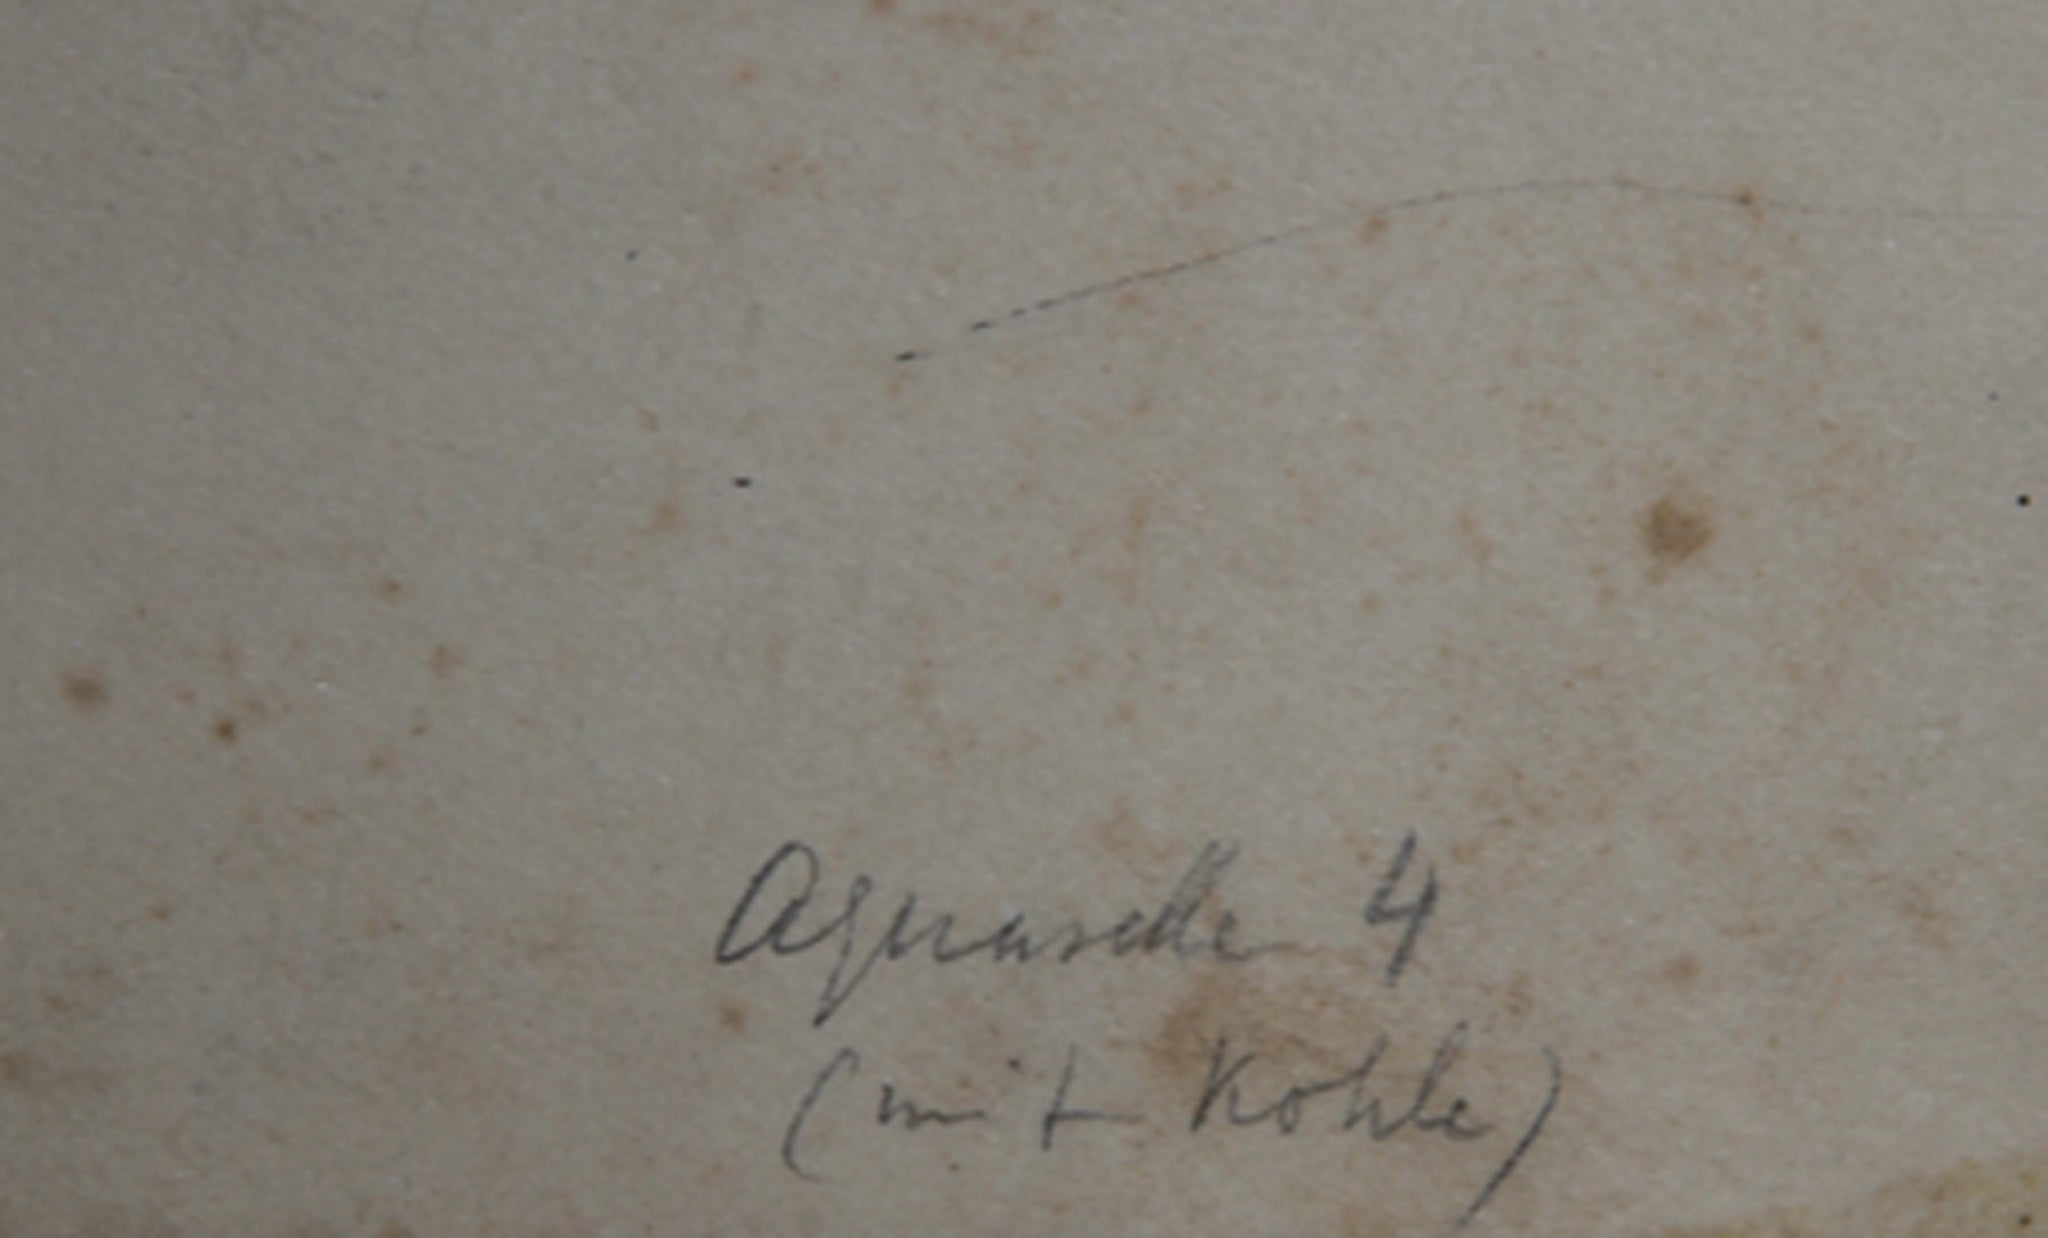 Aquarelle 4
(mit Kohle)